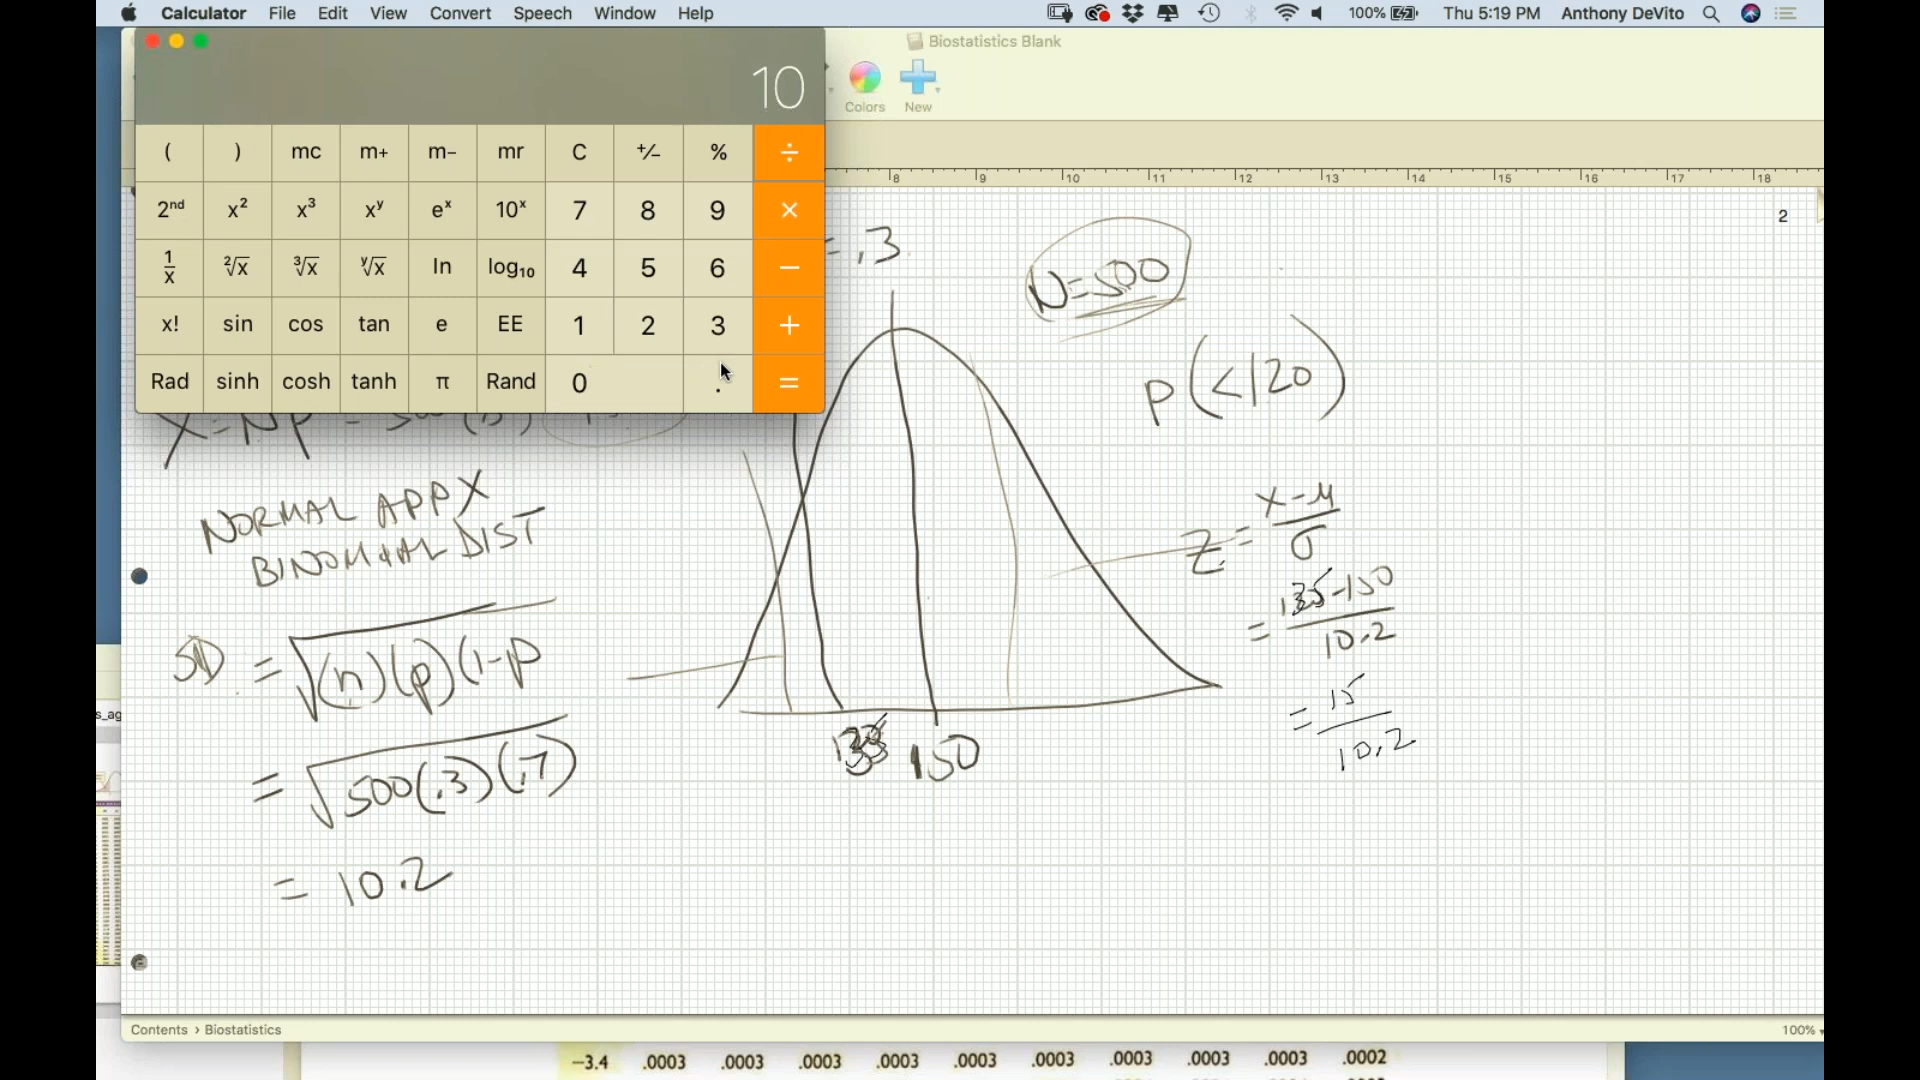 Calculator File Edit View Convert Speech Window Help 100% Thu 5:19 PM Anthony DeVito
Biostatistics Blank
10
Colors New
( ) mc m+ m- mr C +/- % ÷
2nd x² x³ xʸ eˣ 10ˣ 7 8 9 ×
1/x ²√x ³√x ʸ√x ln log₁₀ 4 5 6 −
x! sin cos tan e EE 1 2 3 +
Rad sinh cosh tanh π Rand 0 . =
8 9 10 11 12 13 14 15 16 17 18
2
= .3
N=500
P(<120)
NORMAL APPX
BINOMIAL DIST
SD = √(n)(p)(1-p
= √500(.3)(.7)
= 10.2
150
Z = x-μ/σ
= 135-150/10.2
= 15/10.2
s_ag
Contents › Biostatistics
100%
−3.4 .0003 .0003 .0003 .0003 .0003 .0003 .0003 .0003 .0003 .0002